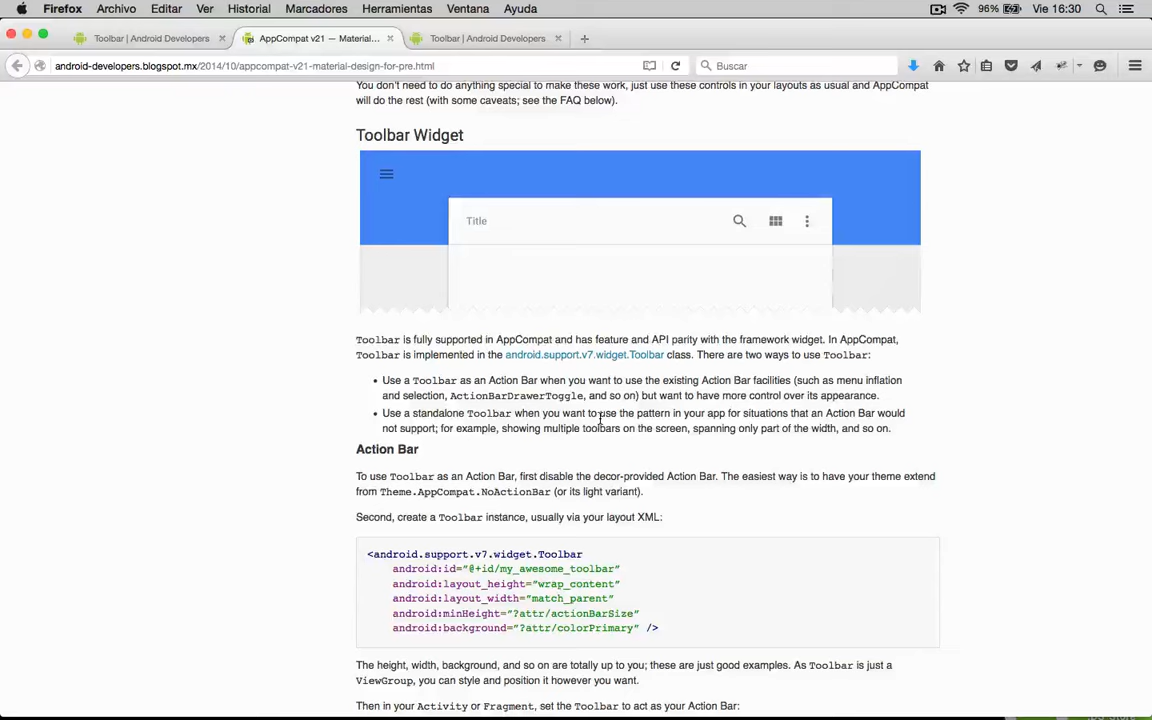 Firefox Archivo Editar Ver Historial Marcadores Herramientas Ventana Ayuda 96% Vie 16:30
Toolbar | Android Developers AppCompat v21 — Material... Toolbar | Android Developers
android-developers.blogspot.mx/2014/10/appcompat-v21-material-design-for-pre.html Buscar
You don't need to do anything special to make these work, just use these controls in your layouts as usual and AppCompat
will do the rest (with some caveats; see the FAQ below).
Toolbar Widget
Title
Toolbar is fully supported in AppCompat and has feature and API parity with the framework widget. In AppCompat,
Toolbar is implemented in the android.support.v7.widget.Toolbar class. There are two ways to use Toolbar:
• Use a Toolbar as an Action Bar when you want to use the existing Action Bar facilities (such as menu inflation
and selection, ActionBarDrawerToggle, and so on) but want to have more control over its appearance.
• Use a standalone Toolbar when you want to use the pattern in your app for situations that an Action Bar would
not support; for example, showing multiple toolbars on the screen, spanning only part of the width, and so on.
Action Bar
To use Toolbar as an Action Bar, first disable the decor-provided Action Bar. The easiest way is to have your theme extend
from Theme.AppCompat.NoActionBar (or its light variant).
Second, create a Toolbar instance, usually via your layout XML:
<android.support.v7.widget.Toolbar
android:id="@+id/my_awesome_toolbar"
android:layout_height="wrap_content"
android:layout_width="match_parent"
android:minHeight="?attr/actionBarSize"
android:background="?attr/colorPrimary" />
The height, width, background, and so on are totally up to you; these are just good examples. As Toolbar is just a
ViewGroup, you can style and position it however you want.
Then in your Activity or Fragment, set the Toolbar to act as your Action Bar: